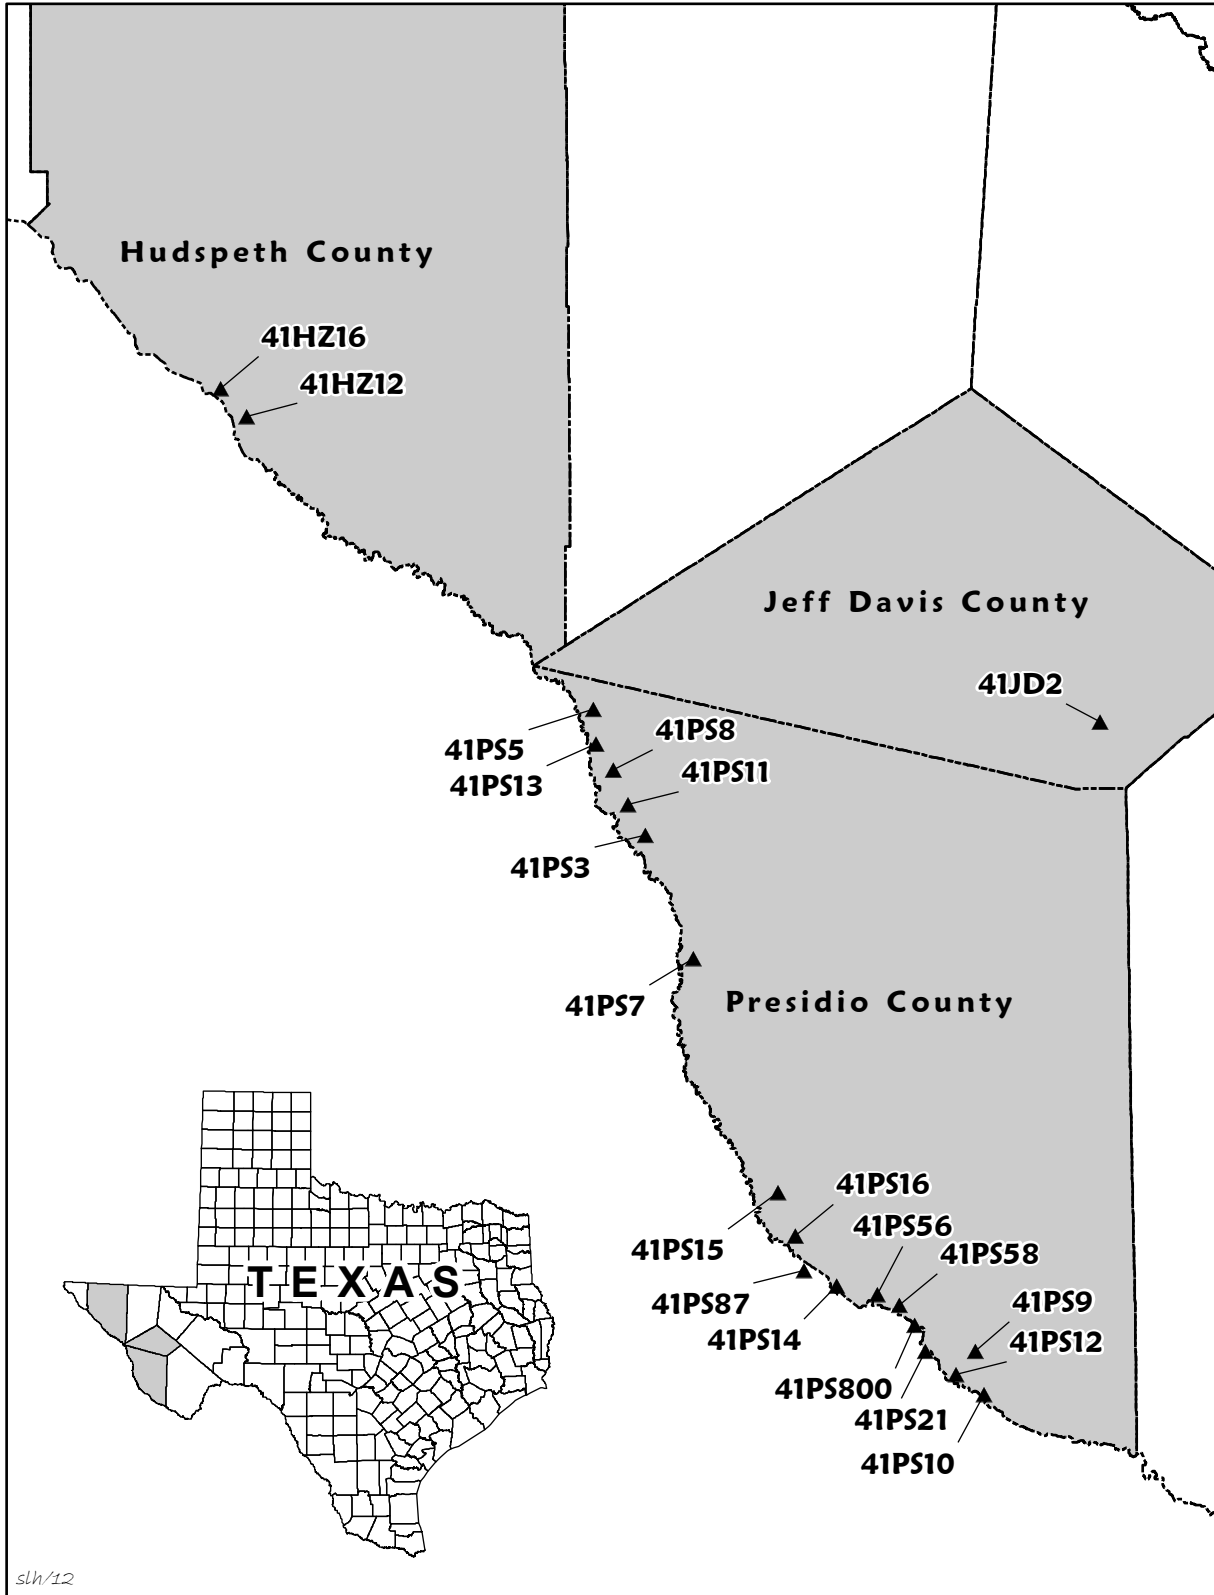 Hudspeth County
41HZ16
41HZ12
Jeff Davis County
41JD2
41PS5
41PS8
41PS13
41PS11
41PS3
41PS7
Presidio County
41PS16
41PS56
41PS15
41PS58
TEXAS
41PS87
41PS9
41PS14
41PS12
41PS800
41PS21
41PS10
slh/12